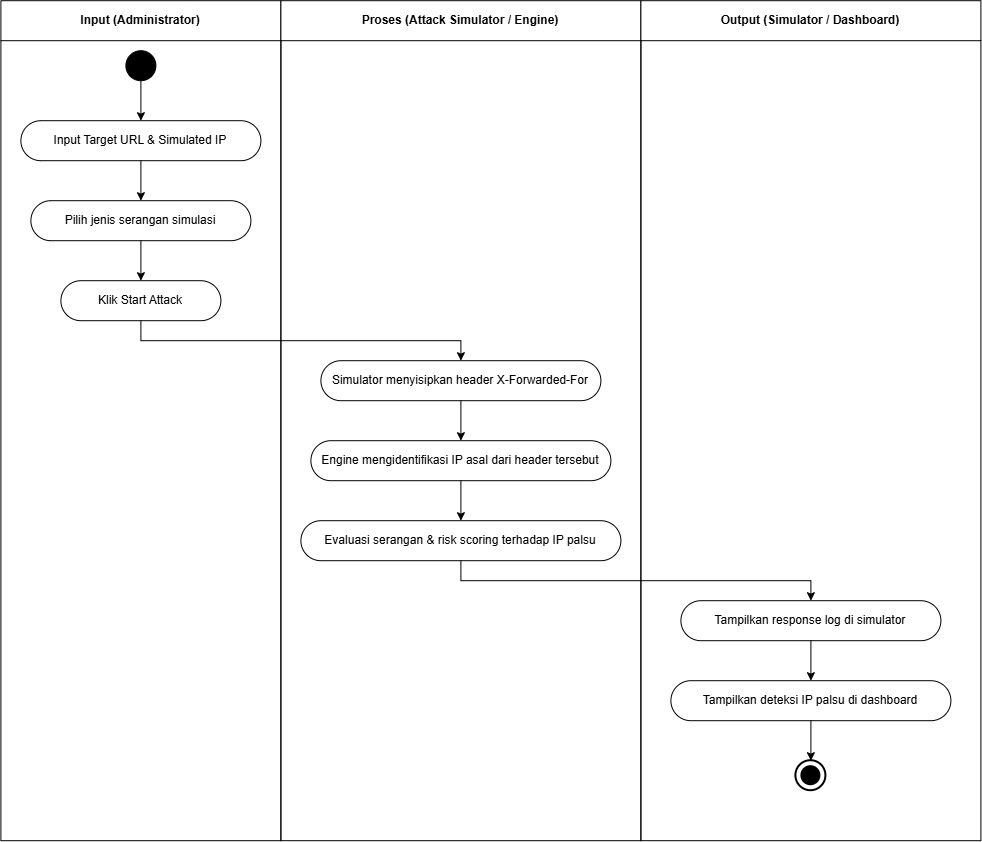 Input (Administrator)
Proses (Attack Simulator / Engine)
Output (Simulator / Dashboard)
Input Target URL & Simulated IP
Pilih jenis serangan simulasi
Klik Start Attack
Simulator menyisipkan header X-Forwarded-For
Engine mengidentifikasi IP asal dari header tersebut
Evaluasi serangan & risk scoring terhadap IP palsu
Tampilkan response log di simulator
Tampilkan deteksi IP palsu di dashboard